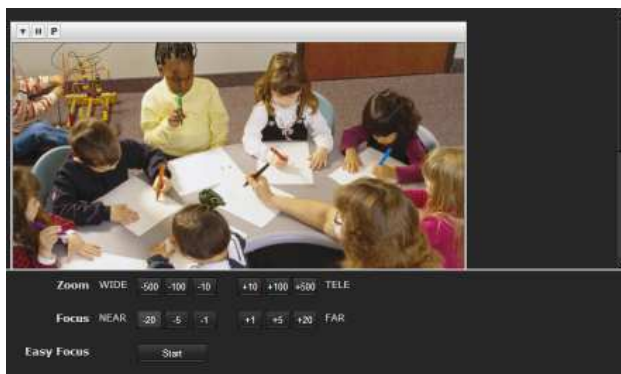 P
Zoom WIDE -500 -100 -10 +10 +100 +500 TELE
Focus NEAR -20 -5 -1 +1 +5 +20 FAR
Easy Focus Start